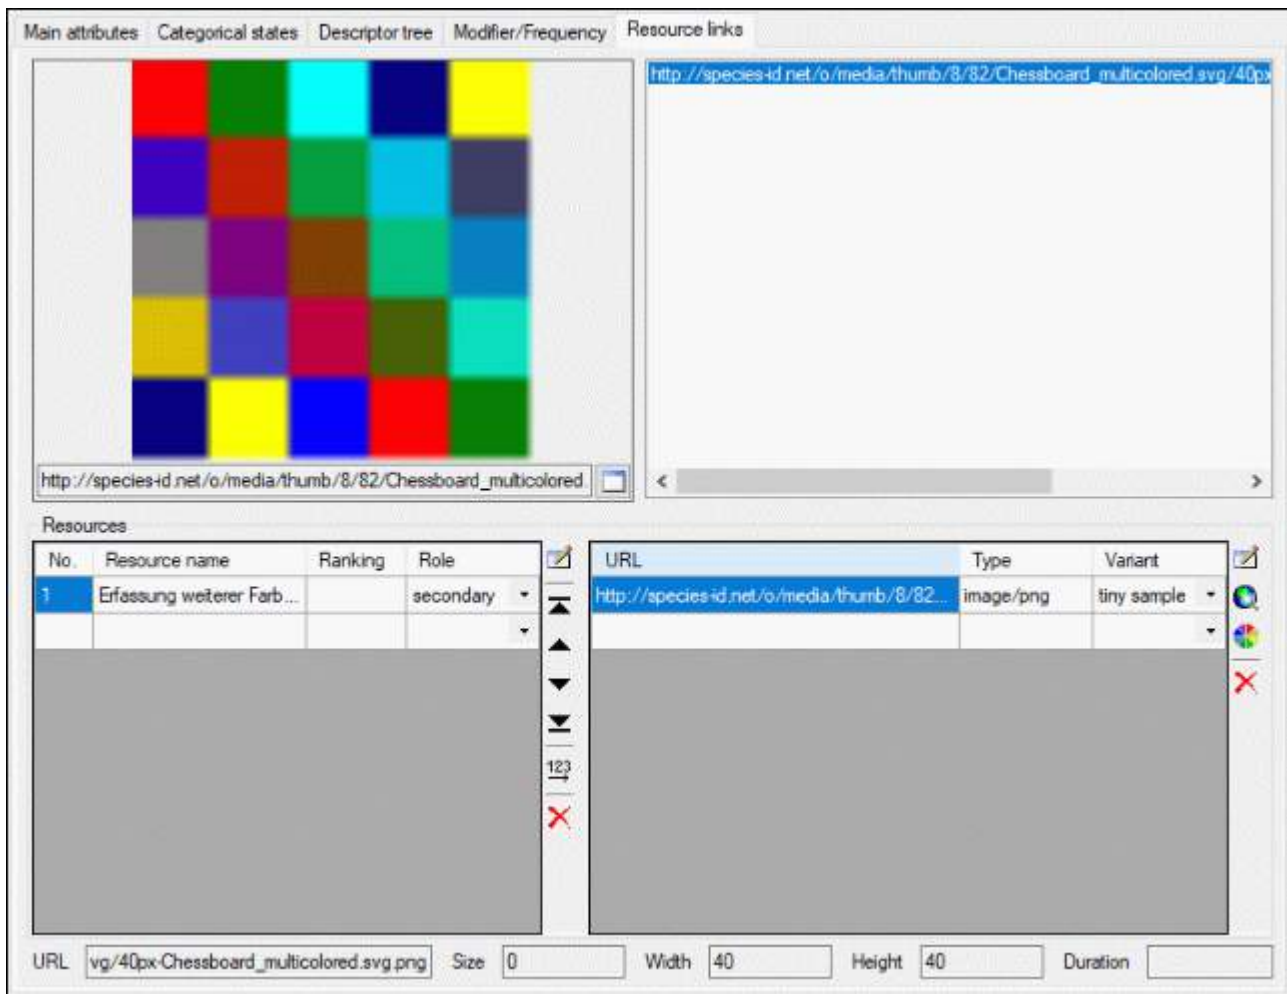 Main attributes Categorical states Descriptor tree Modifier/Frequency Resource links
http://species-id.net/o/media/thumb/8/82/Chessboard_multicolored.svg/40px
http://species-id.net/o/media/thumb/8/82/Chessboard_multicolored
Resources
No. Resource name Ranking Role
1 Erfassung weiterer Farb... secondary
123
URL Type Variant
http://species-id.net/o/media/thumb/8/82... image/png tiny sample
URL vg/40px-Chessboard_multicolored.svg.png Size 0 Width 40 Height 40 Duration